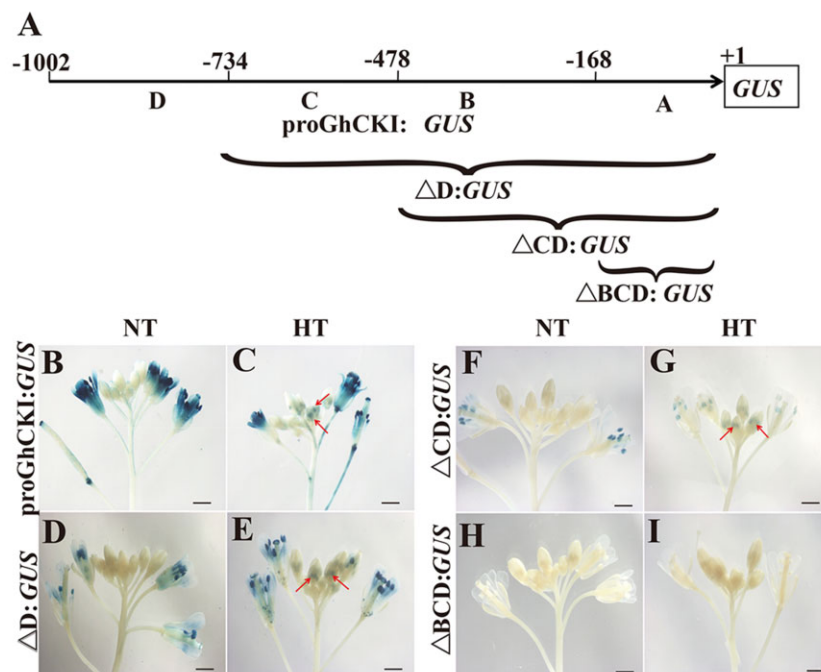 A
-1002 -734 -478 -168 +1
GUS
D C B A
proGhCKI: GUS
△D:GUS
△CD:GUS
△BCD:GUS
NT HT NT HT
proGhCKI:GUS
B C
△CD:GUS
F G
△D:GUS
D E
△BCD:GUS
H I